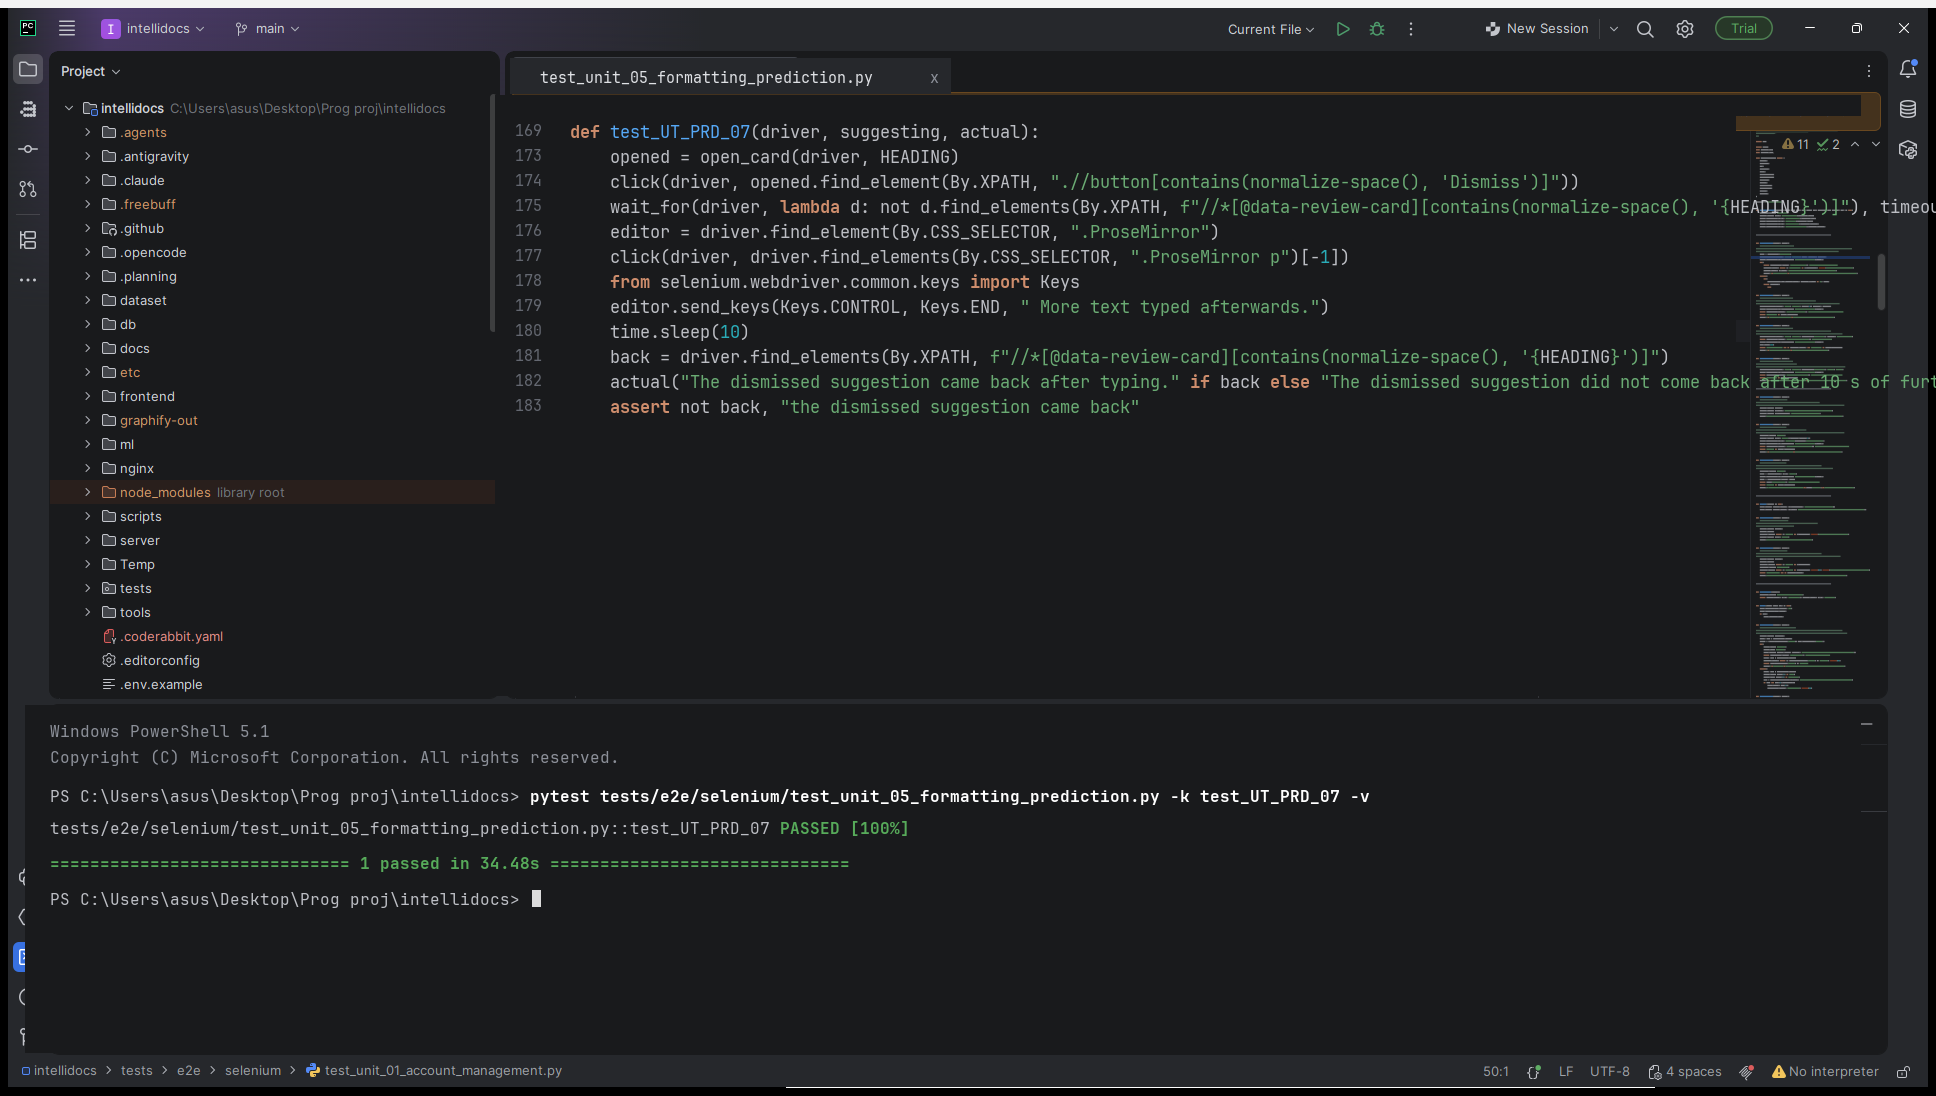 PC
I intellidocs
main
Current File
New Session
Trial
Project
test_unit_05_formatting_prediction.py x
intellidocs C:\Users\asus\Desktop\Prog proj\intellidocs
.agents
.antigravity
.claude
.freebuff
.github
.opencode
.planning
dataset
db
docs
etc
frontend
graphify-out
ml
nginx
node_modules library root
scripts
server
Temp
tests
tools
.coderabbit.yaml
.editorconfig
.env.example
11 2
169 def test_UT_PRD_07(driver, suggesting, actual):
173 opened = open_card(driver, HEADING)
174 click(driver, opened.find_element(By.XPATH, ".//button[contains(normalize-space(), 'Dismiss')]"))
175 wait_for(driver, lambda d: not d.find_elements(By.XPATH, f"//*[@data-review-card][contains(normalize-space(), '{HEADING}')]"), timeou
176 editor = driver.find_element(By.CSS_SELECTOR, ".ProseMirror")
177 click(driver, driver.find_elements(By.CSS_SELECTOR, ".ProseMirror p")[-1])
178 from selenium.webdriver.common.keys import Keys
179 editor.send_keys(Keys.CONTROL, Keys.END, " More text typed afterwards.")
180 time.sleep(10)
181 back = driver.find_elements(By.XPATH, f"//*[@data-review-card][contains(normalize-space(), '{HEADING}')]")
182 actual("The dismissed suggestion came back after typing." if back else "The dismissed suggestion did not come back after 10 s of furt
183 assert not back, "the dismissed suggestion came back"
Windows PowerShell 5.1
Copyright (C) Microsoft Corporation. All rights reserved.
PS C:\Users\asus\Desktop\Prog proj\intellidocs> pytest tests/e2e/selenium/test_unit_05_formatting_prediction.py -k test_UT_PRD_07 -v
tests/e2e/selenium/test_unit_05_formatting_prediction.py::test_UT_PRD_07 PASSED [100%]
============================== 1 passed in 34.48s ==============================
PS C:\Users\asus\Desktop\Prog proj\intellidocs>
intellidocs > tests > e2e > selenium > test_unit_01_account_management.py
50:1 LF UTF-8 4 spaces No interpreter